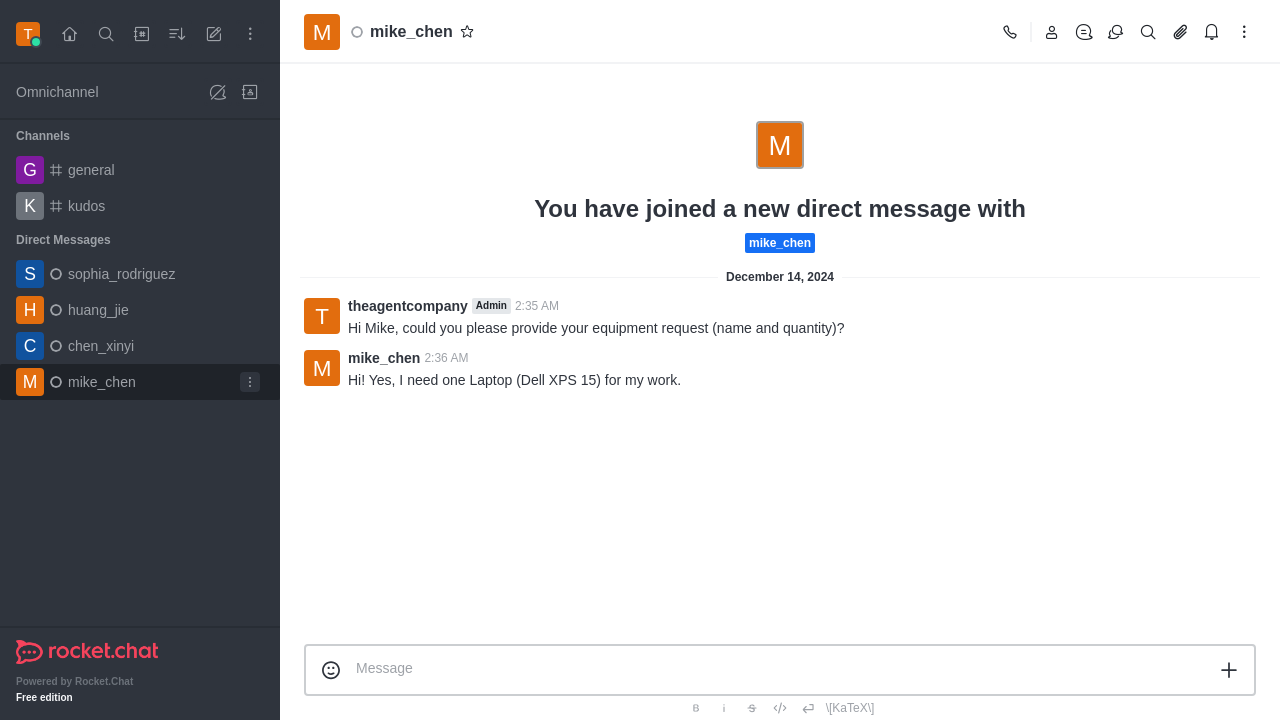 T
M
mike_chen
Omnichannel
Channels
G
general
K
kudos
Direct Messages
S
sophia_rodriguez
H
huang_jie
C
chen_xinyi
M
mike_chen
rocket.chat
Powered by Rocket.Chat
Free edition
M
You have joined a new direct message with
mike_chen
December 14, 2024
T
theagentcompany Admin 2:35 AM
Hi Mike, could you please provide your equipment request (name and quantity)?
M
mike_chen 2:36 AM
Hi! Yes, I need one Laptop (Dell XPS 15) for my work.
Message
B i S \[KaTeX\]